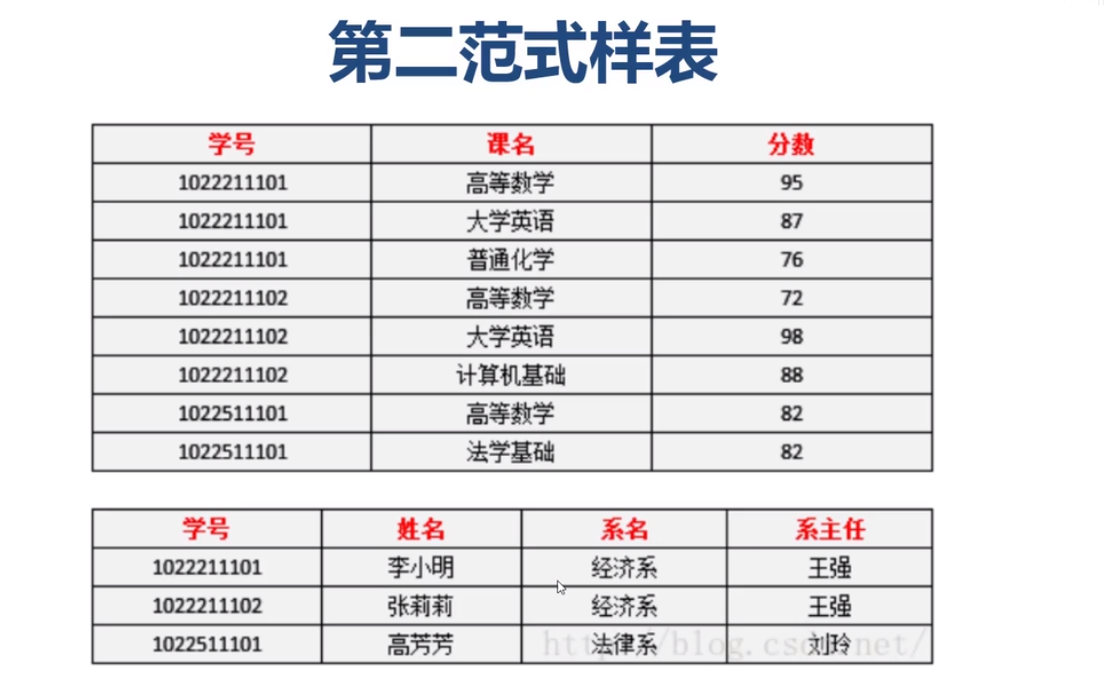 第二范式样表
学号 课名 分数
1022211101 高等数学 95
1022211101 大学英语 87
1022211101 普通化学 76
1022211102 高等数学 72
1022211102 大学英语 98
1022211102 计算机基础 88
1022511101 高等数学 82
1022511101 法学基础 82
学号 姓名 系名 系主任
1022211101 李小明 经济系 王强
1022211102 张莉莉 经济系 王强
1022511101 高芳芳 法律系 刘玲
http://blog.csdn.net/